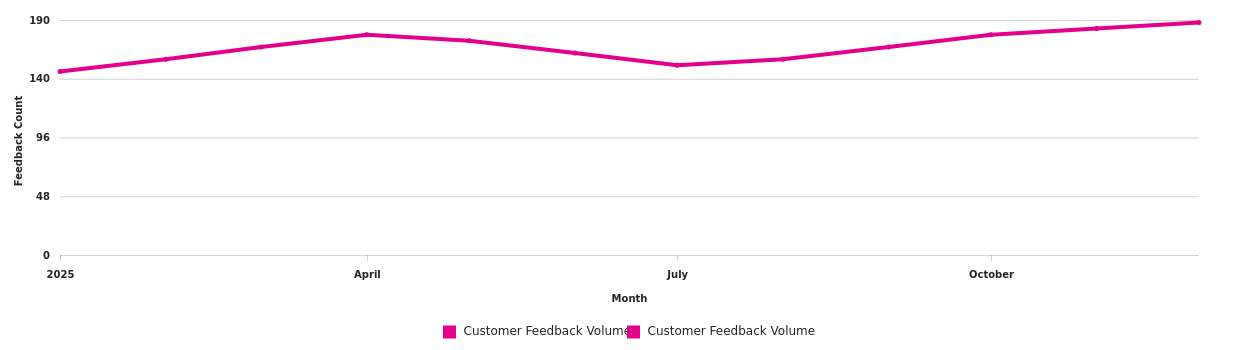 190
140
96
48
0
Feedback Count
2025 April July October
Month
Customer Feedback Volume Customer Feedback Volume